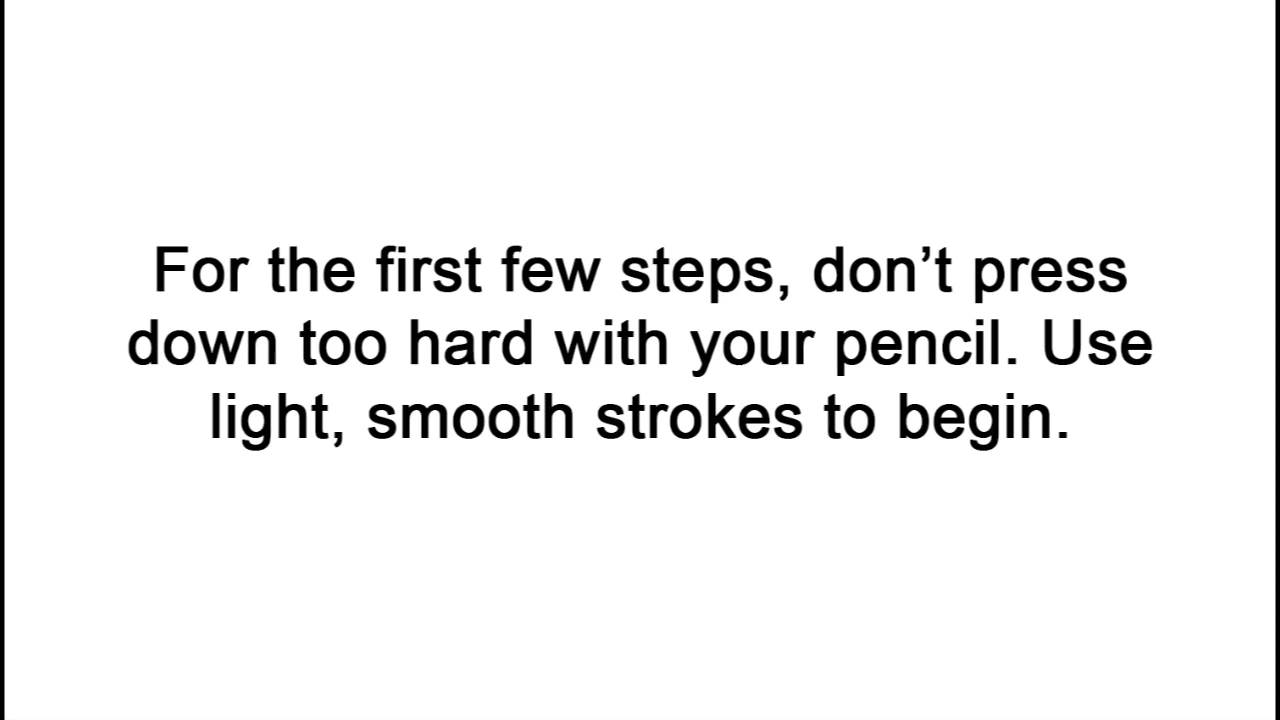 For the first few steps, don’t press
down too hard with your pencil. Use
light, smooth strokes to begin.